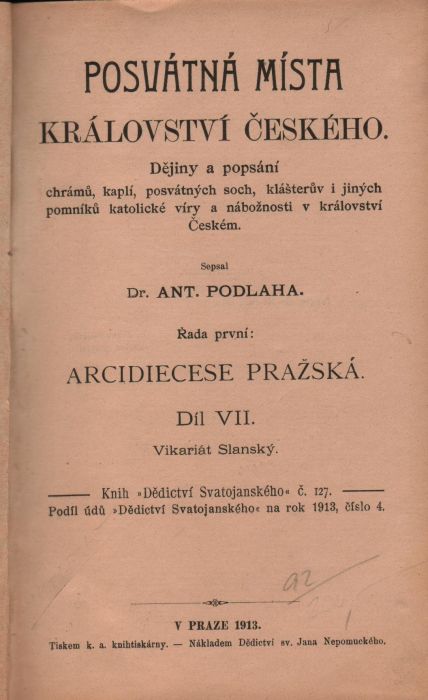 POSVÁTNÁ MÍSTA
KRÁLOVSTVÍ ČESKÉHO.
Dějiny a popsání
chrámů, kaplí, posvátných soch, klášterův i jiných
pomníků katolické víry a nábožnosti v království
Českém.
Sepsal
Dr. ANT. PODLAHA.
Řada první:
ARCIDIECESE PRAŽSKÁ.
Díl VII.
Vikariát Slanský.
Knih »Dědictví Svatojanského« č. 127.
Podíl údů »Dědictví Svatojanského« na rok 1913, číslo 4.
92
V PRAZE 1913.
Tiskem k. a. knihtiskárny. — Nákladem Dědictví sv. Jana Nepomuckého.